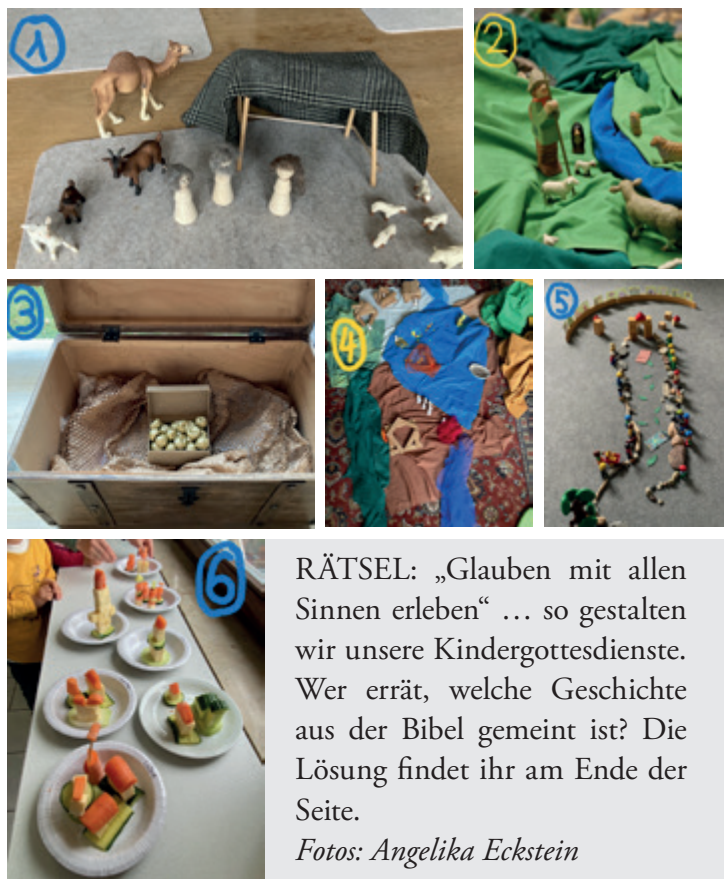 1
2
3
4
5
6
RÄTSEL: „Glauben mit allen
Sinnen erleben“ … so gestalten
wir unsere Kindergottesdienste.
Wer errät, welche Geschichte
aus der Bibel gemeint ist? Die
Lösung findet ihr am Ende der
Seite.
Fotos: Angelika Eckstein